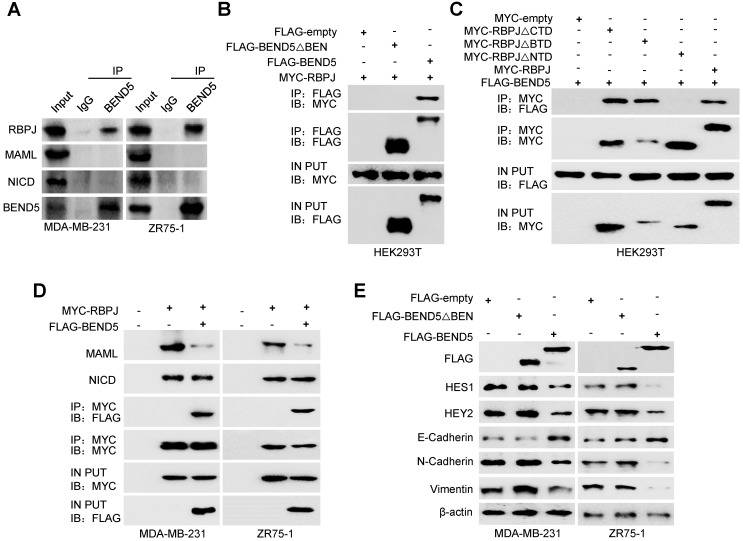 A
IP IP
Input IgG BEND5 Input IgG BEND5
RBPJ
MAML
NICD
BEND5
MDA-MB-231 ZR75-1
B
FLAG-empty + - -
FLAG-BEND5△BEN - + -
FLAG-BEND5 - - +
MYC-RBPJ + + +
IP: FLAG
IB: MYC
IP: FLAG
IB: FLAG
IN PUT
IB: MYC
IN PUT
IB: FLAG
HEK293T
C
MYC-empty + - - - -
MYC-RBPJ△CTD - + - - -
MYC-RBPJ△BTD - - + - -
MYC-RBPJ△NTD - - - + -
MYC-RBPJ - - - - +
FLAG-BEND5 + + + + +
IP: MYC
IB: FLAG
IP: MYC
IB: MYC
IN PUT
IB: FLAG
IN PUT
IB: MYC
HEK293T
D
MYC-RBPJ - + + - + +
FLAG-BEND5 - - + - - +
MAML
NICD
IP: MYC
IB: FLAG
IP: MYC
IB: MYC
IN PUT
IB: MYC
IN PUT
IB: FLAG
MDA-MB-231 ZR75-1
E
FLAG-empty + - - + - -
FLAG-BEND5△BEN - + - - + -
FLAG-BEND5 - - + - - +
FLAG
HES1
HEY2
E-Cadherin
N-Cadherin
Vimentin
β-actin
MDA-MB-231 ZR75-1